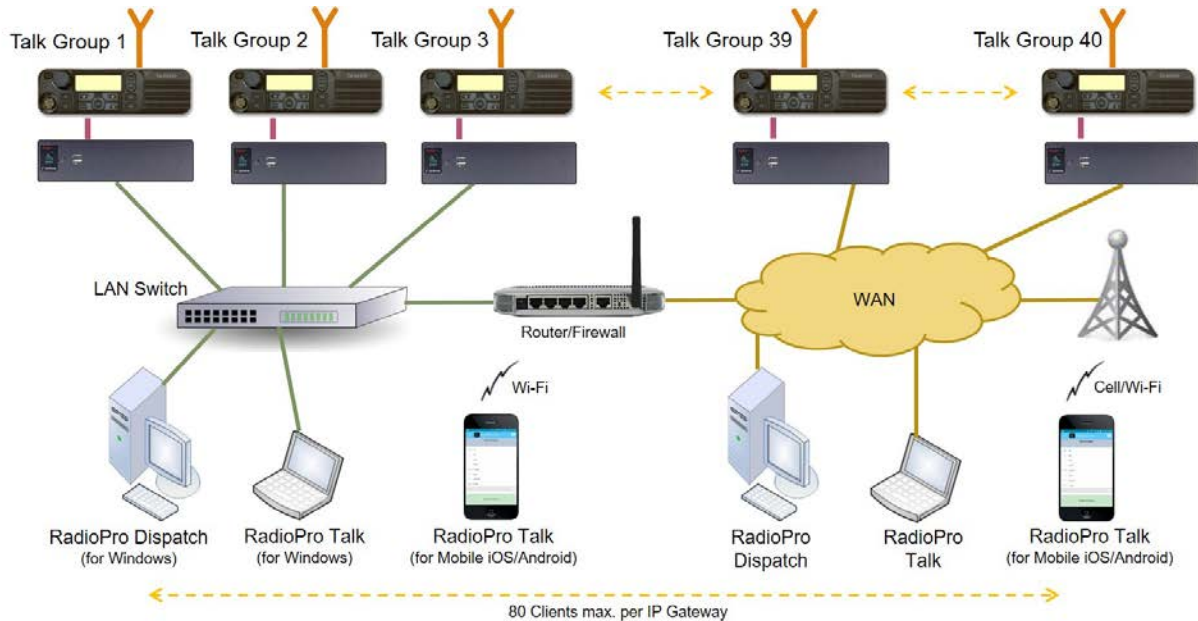 Talk Group 1
Talk Group 2
Talk Group 3
Talk Group 39
Talk Group 40
LAN Switch
Router/Firewall
WAN
Wi-Fi
Cell/Wi-Fi
RadioPro Dispatch
(for Windows)
RadioPro Talk
(for Windows)
RadioPro Talk
(for Mobile iOS/Android)
RadioPro
Dispatch
RadioPro
Talk
RadioPro Talk
(for Mobile iOS/Android)
80 Clients max. per IP Gateway